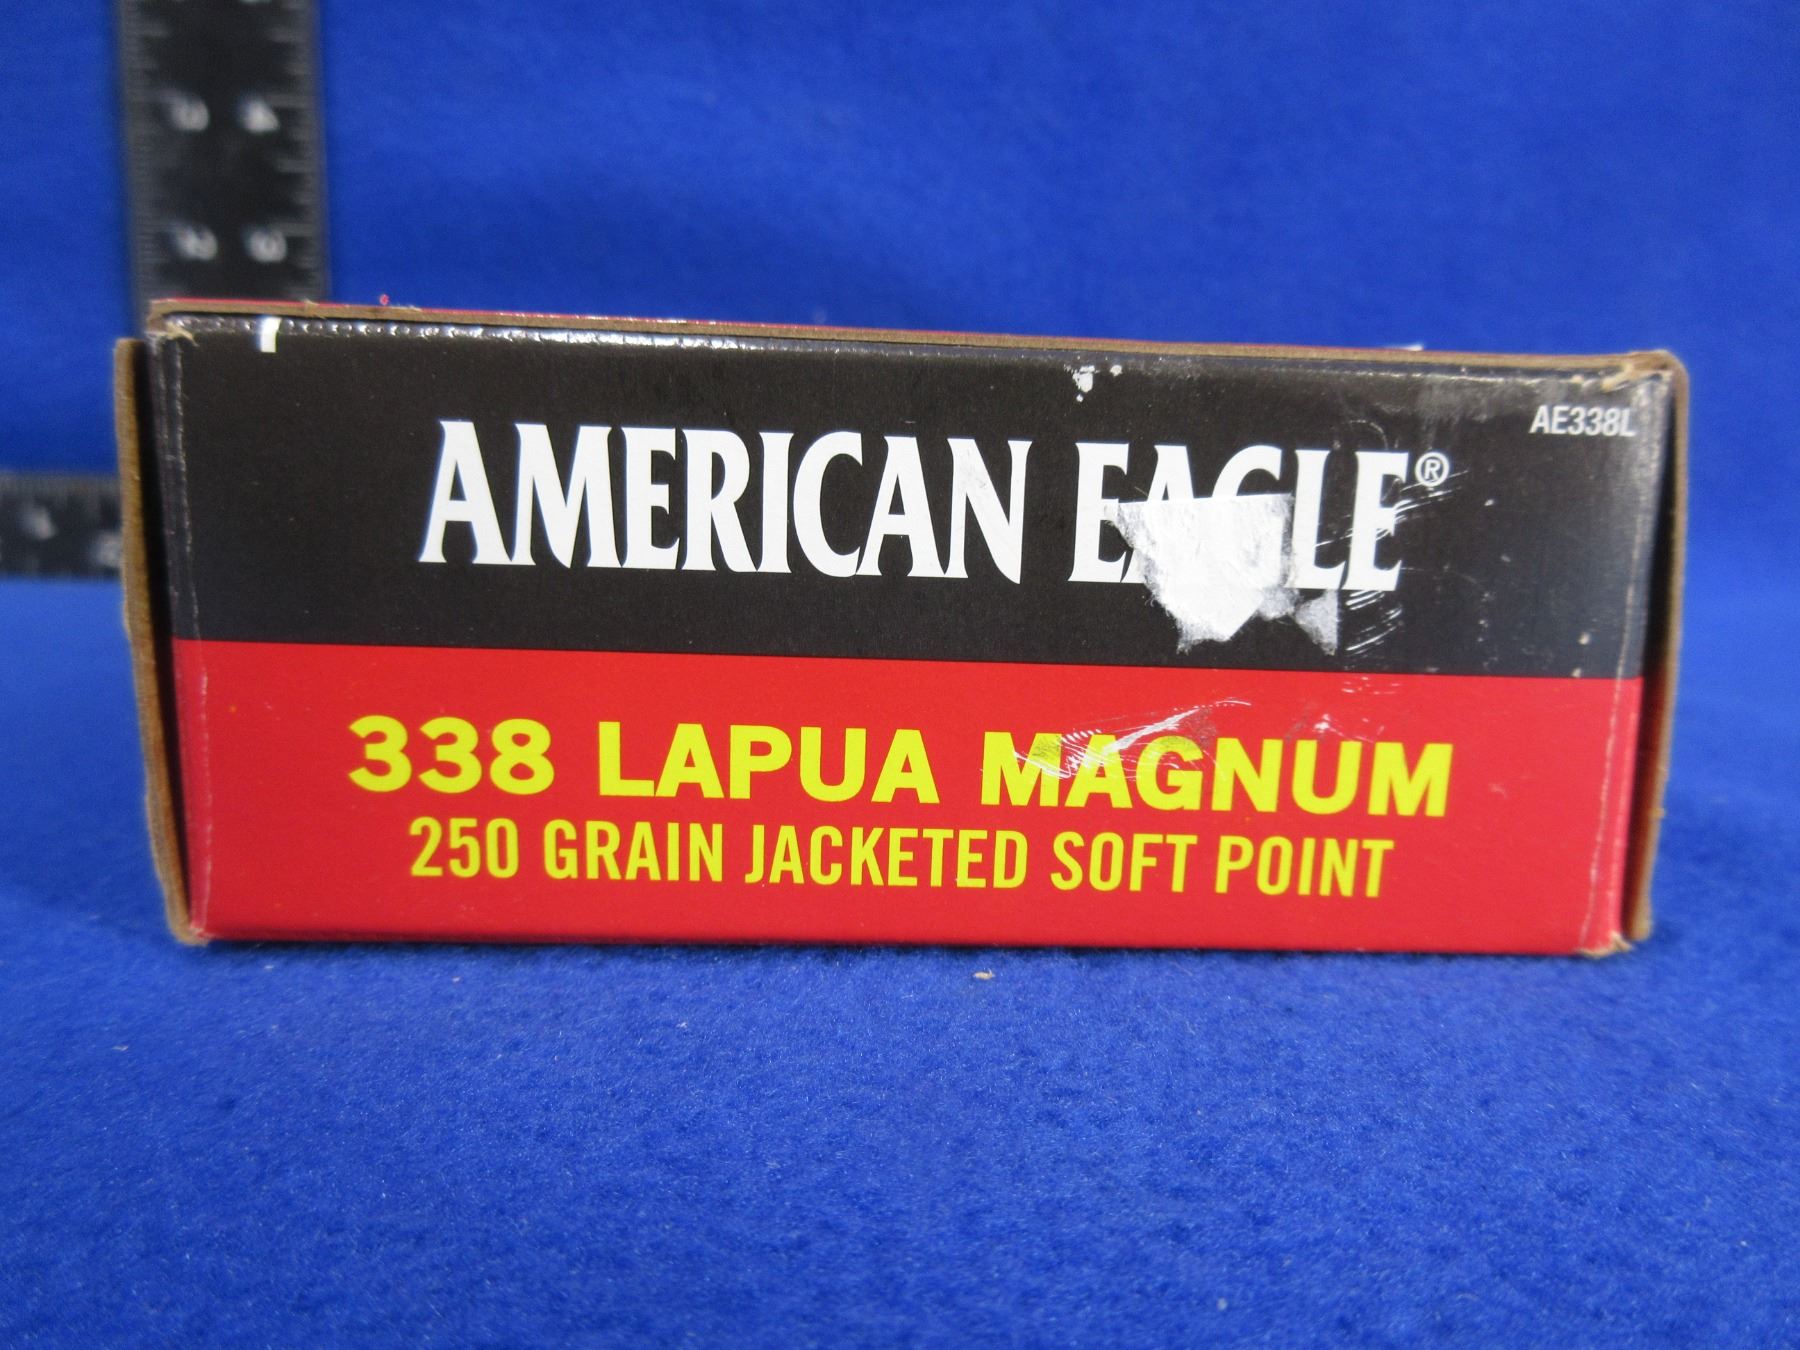 AE338L
AMERICAN EAGLE®
338 LAPUA MAGNUM
250 GRAIN JACKETED SOFT POINT